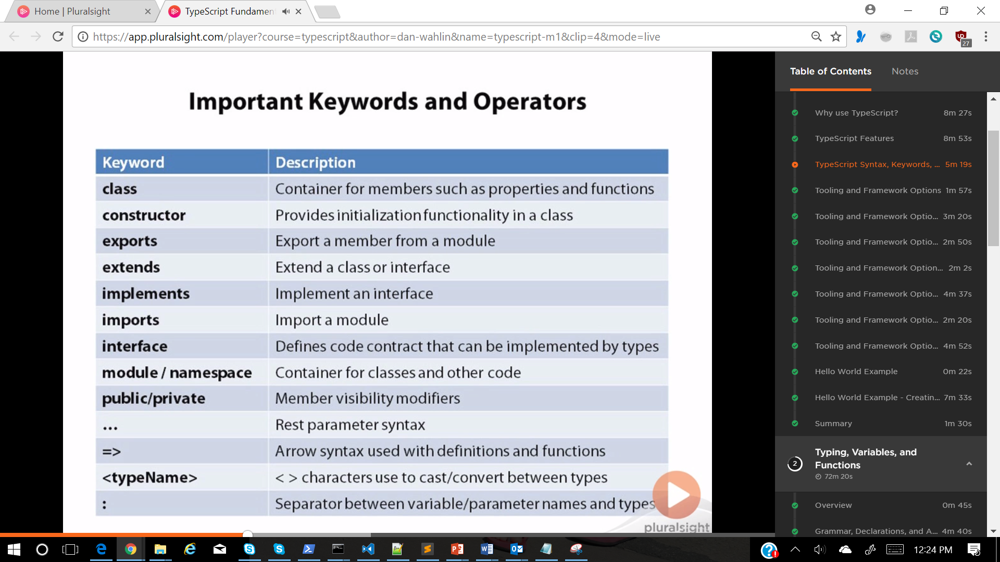 Home | Pluralsight
TypeScript Fundamen
https://app.pluralsight.com/player?course=typescript&author=dan-wahlin&name=typescript-m1&clip=4&mode=live
27
Important Keywords and Operators
Keyword Description
class Container for members such as properties and functions
constructor Provides initialization functionality in a class
exports Export a member from a module
extends Extend a class or interface
implements Implement an interface
imports Import a module
interface Defines code contract that can be implemented by types
module / namespace Container for classes and other code
public/private Member visibility modifiers
... Rest parameter syntax
=> Arrow syntax used with definitions and functions
<typeName> < > characters use to cast/convert between types
: Separator between variable/parameter names and types
pluralsight
Table of Contents Notes
Why use TypeScript? 8m 27s
TypeScript Features 8m 53s
TypeScript Syntax, Keywords, ... 5m 19s
Tooling and Framework Options 1m 57s
Tooling and Framework Optio... 3m 20s
Tooling and Framework Optio... 2m 50s
Tooling and Framework Option... 2m 2s
Tooling and Framework Optio... 4m 37s
Tooling and Framework Optio... 2m 20s
Tooling and Framework Optio... 4m 52s
Hello World Example 0m 22s
Hello World Example - Creatin... 7m 33s
Summary 1m 30s
2
Typing, Variables, and
Functions
72m 20s
Overview 0m 45s
Grammar, Declarations, and A... 4m 40s
12:24 PM